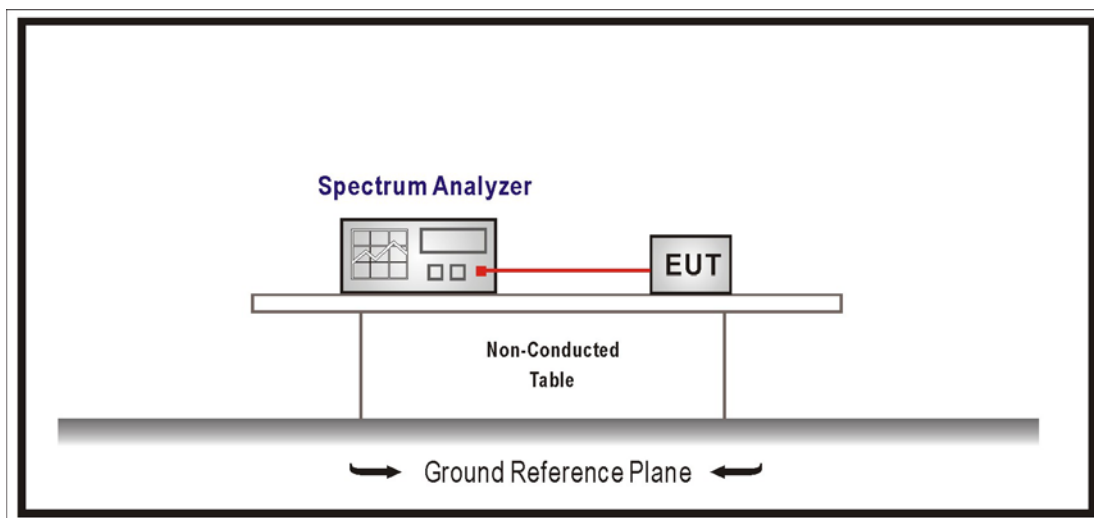 Spectrum Analyzer
EUT
Non-Conducted
Table
Ground Reference Plane